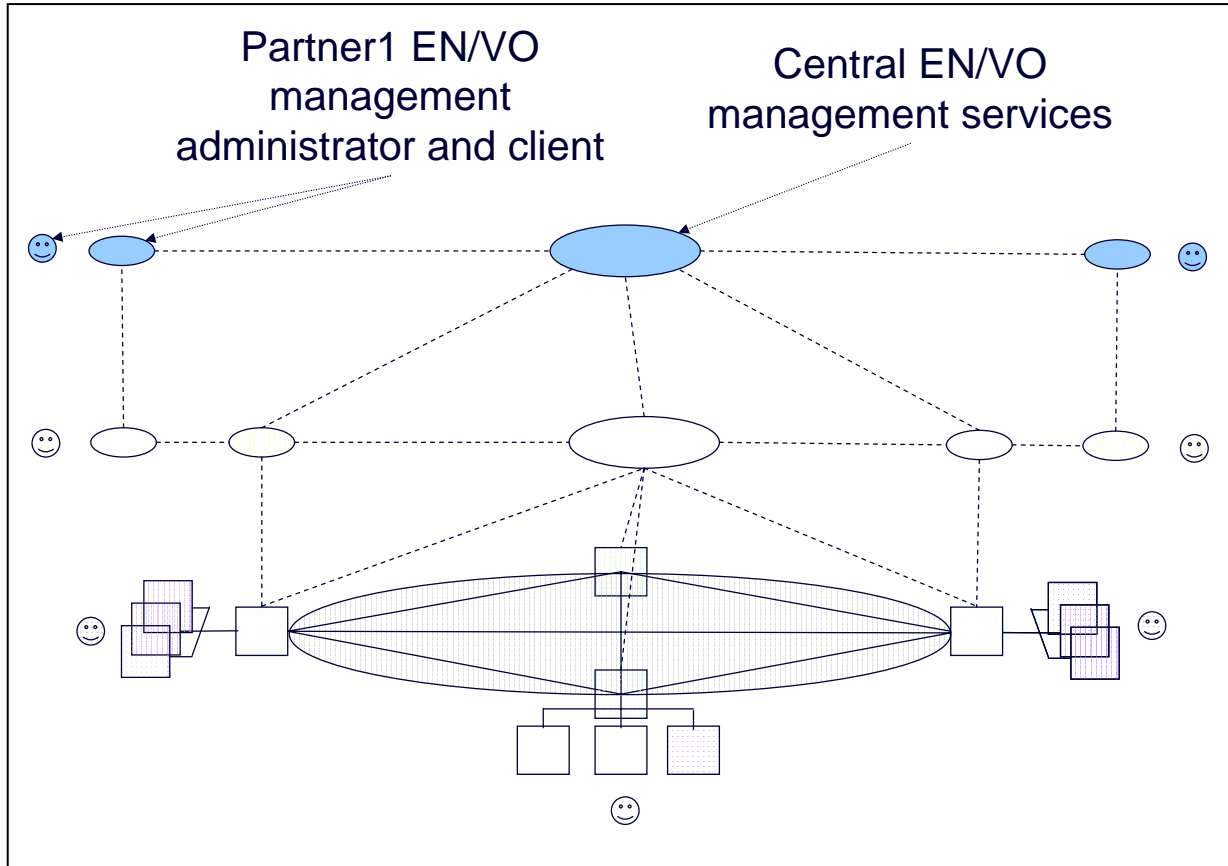 Partner1 EN/VO
management
administrator and client
Central EN/VO
management services